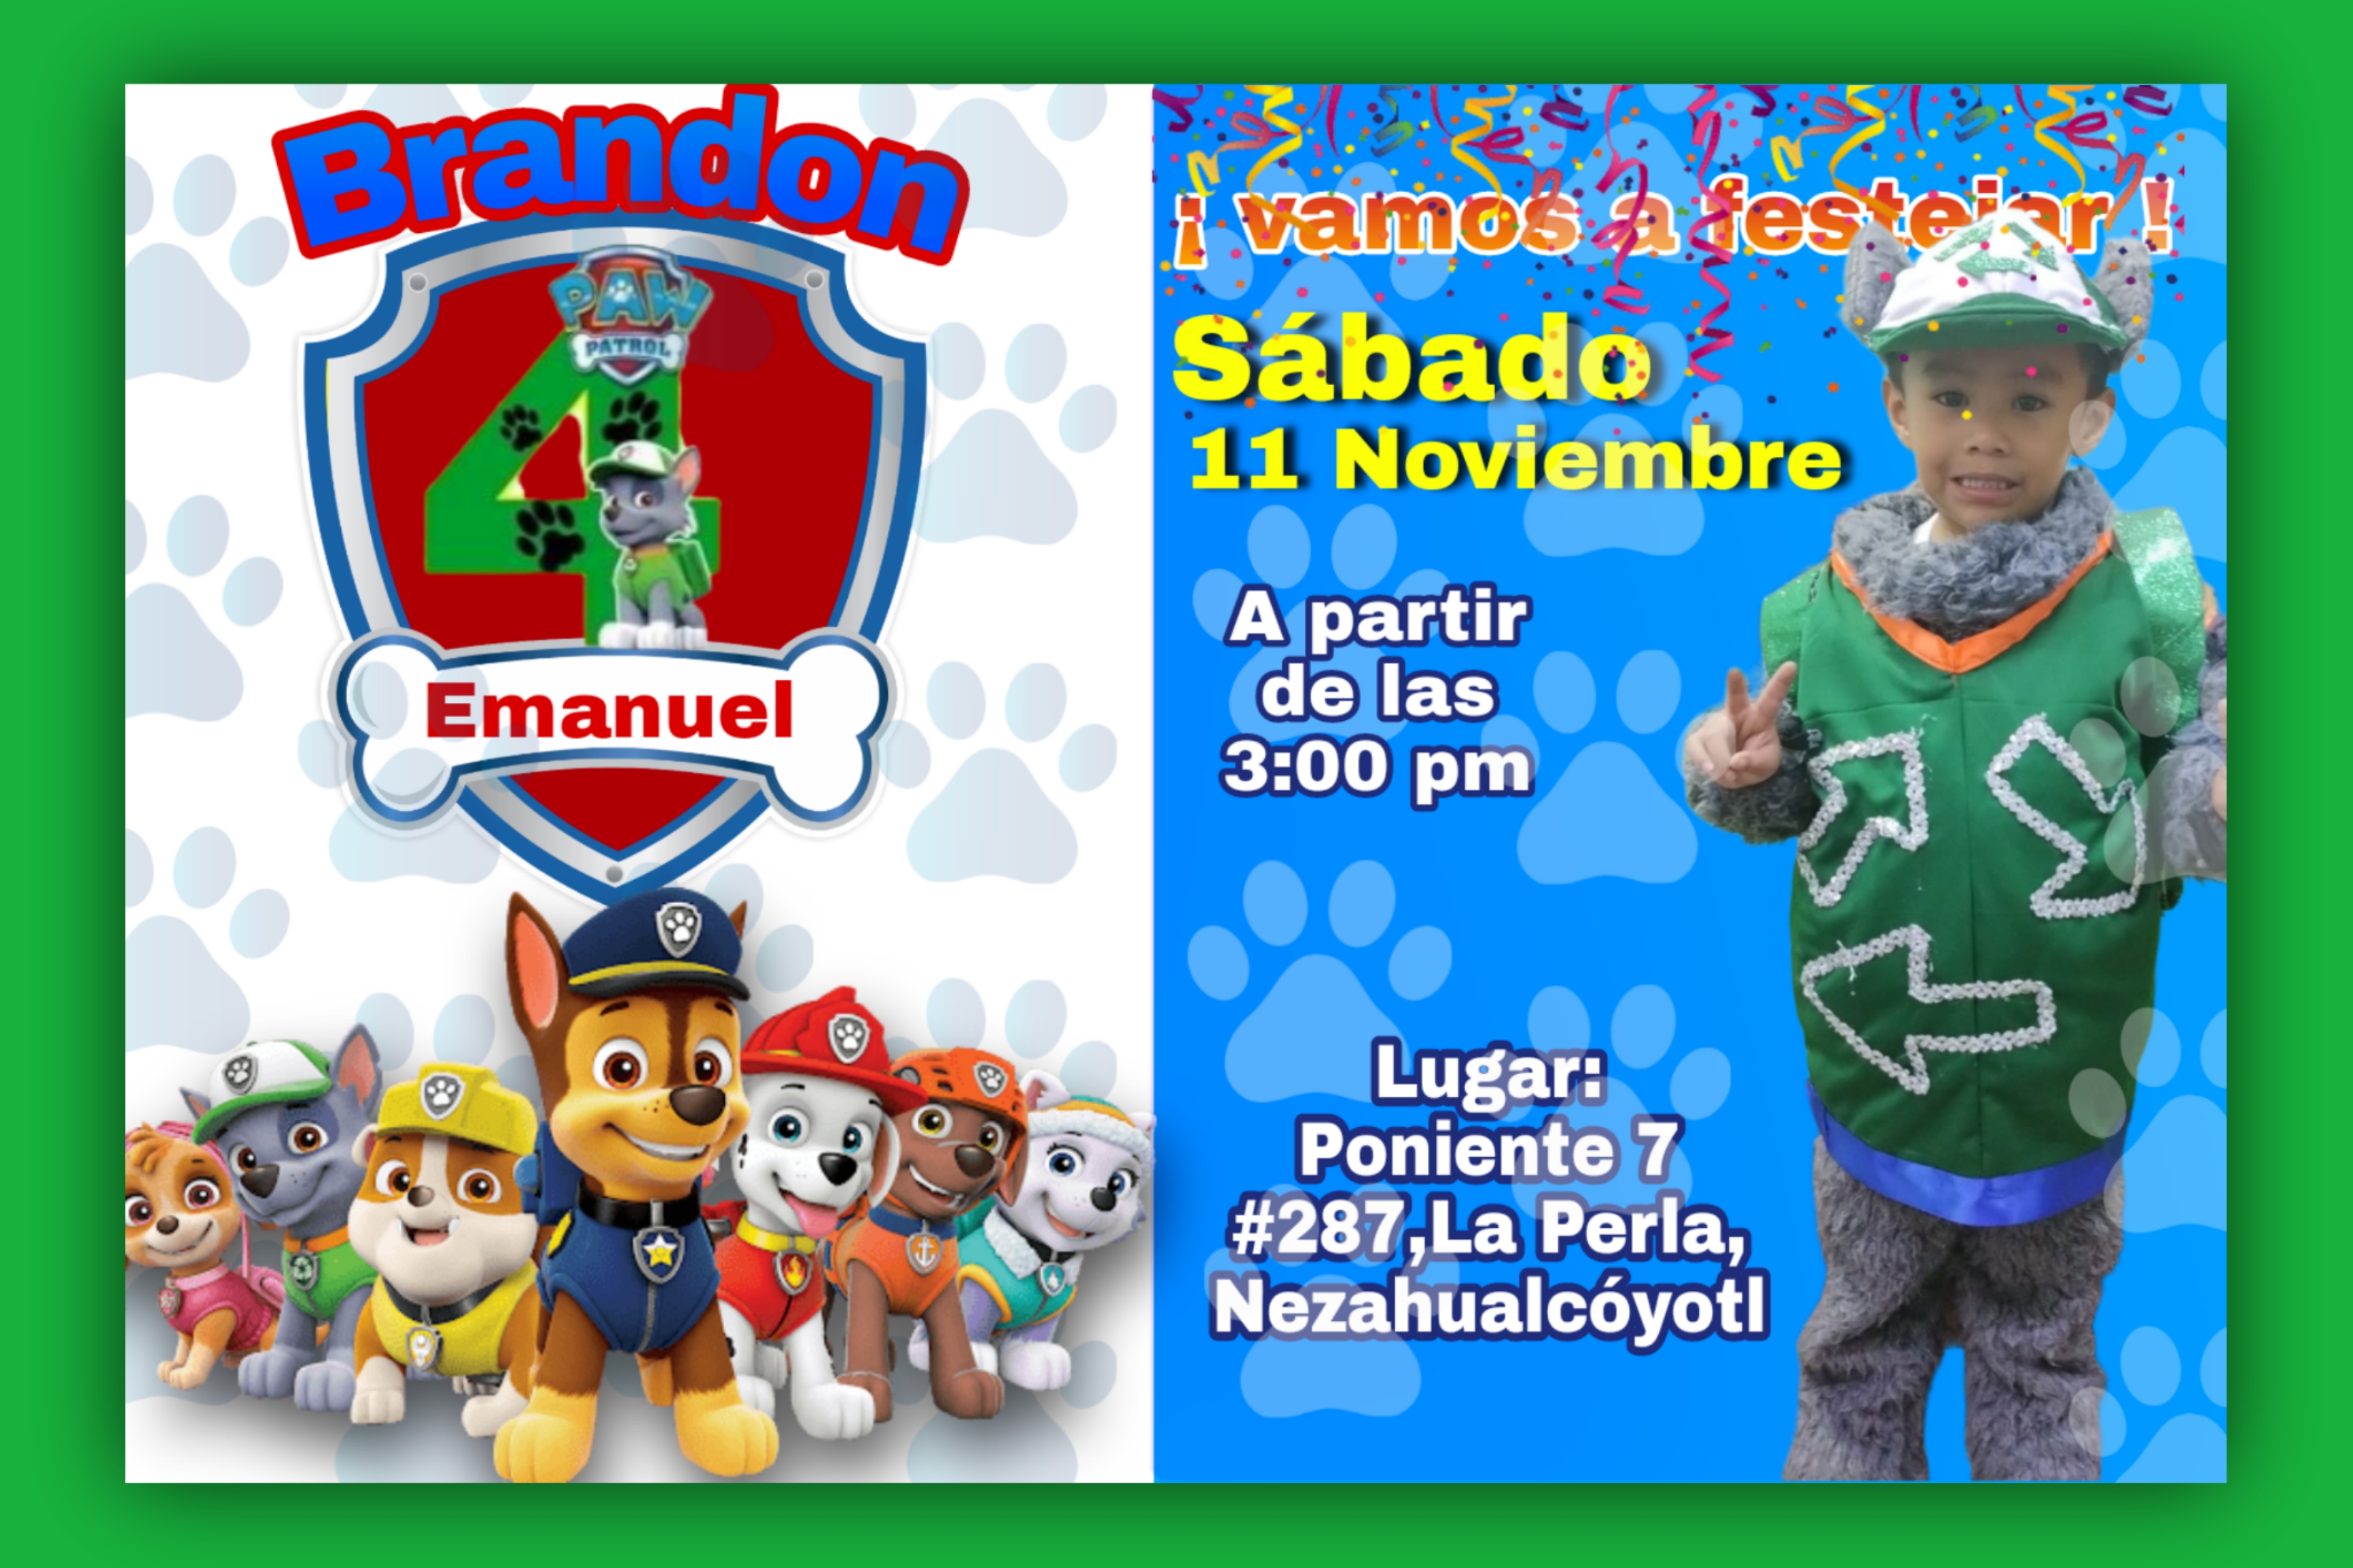 Brandon
PAW
PATROL
4
Emanuel
¡ vamos a festejar !
Sábado
11 Noviembre
A partir
de las
3:00 pm
Lugar:
Poniente 7
#287,La Perla,
Nezahualcóyotl